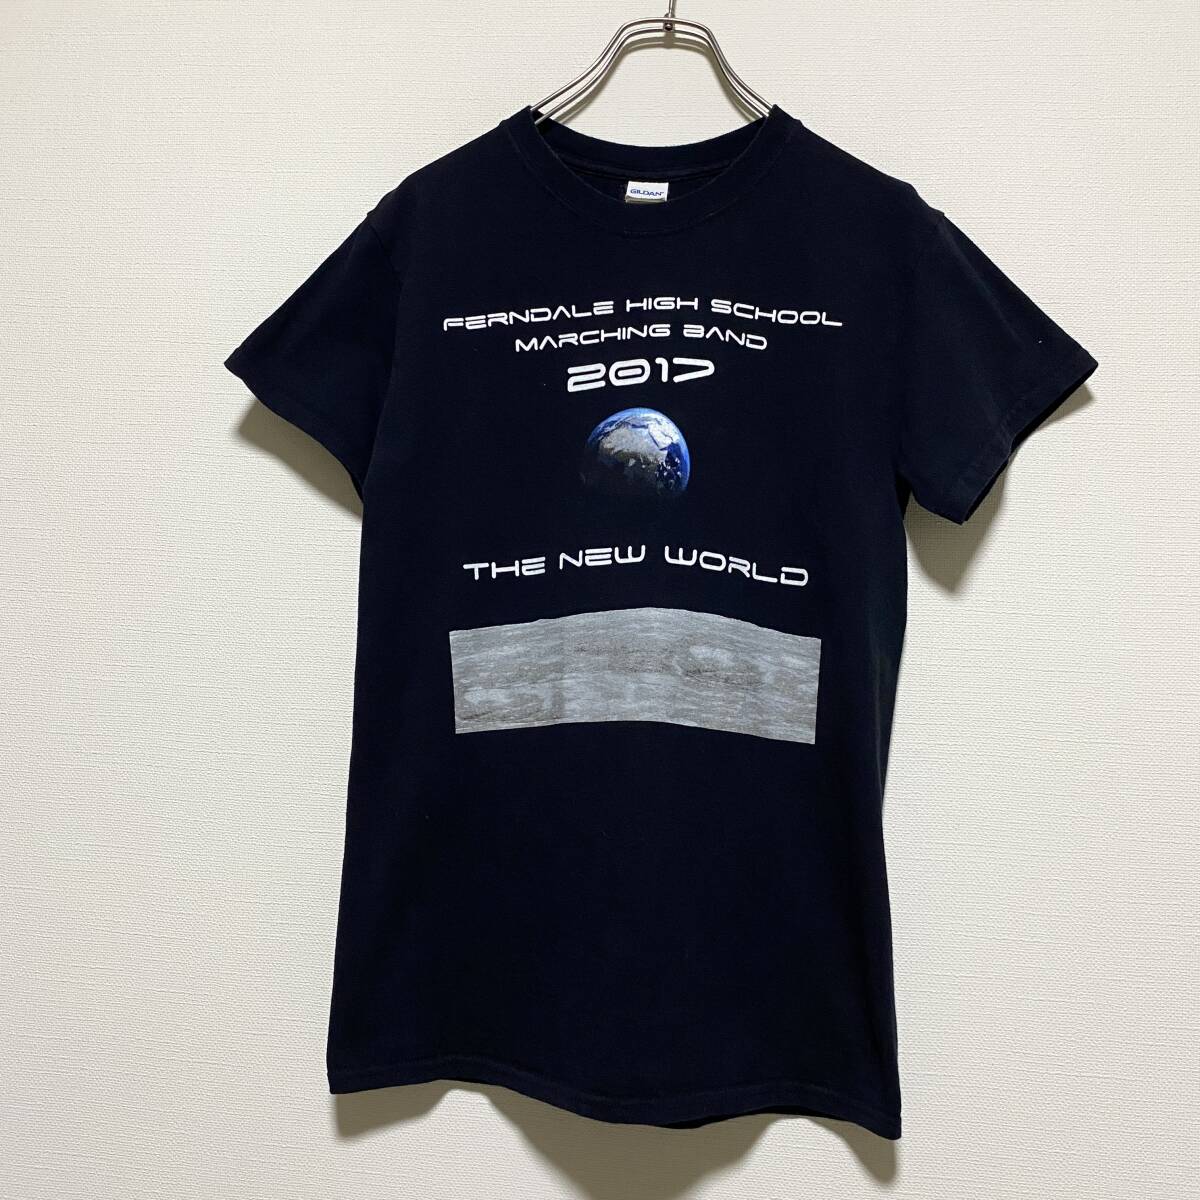 GILDAN
FERNDALE HIGH SCHOOL
MARCHING BAND
2017
THE NEW WORLD